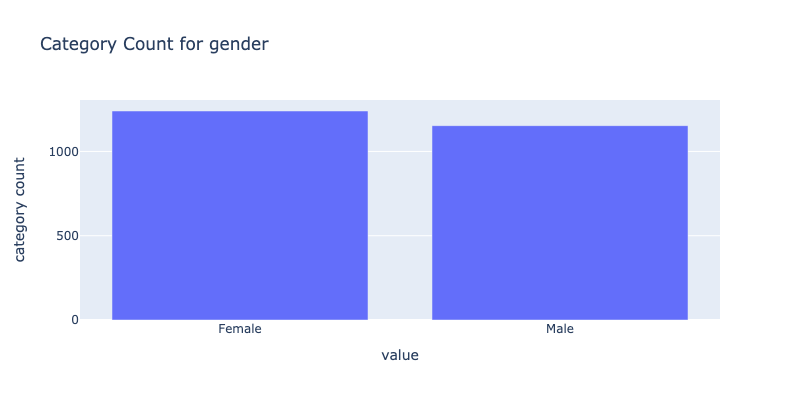 Category Count for gender
category count
1000
500
0
Female
Male
value